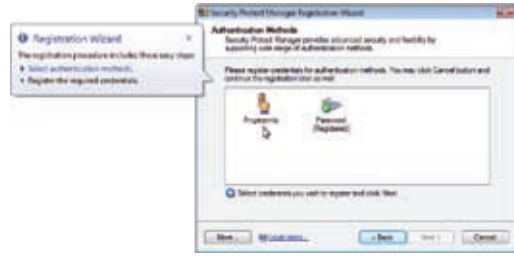 Registration Wizard
The registration procedure includes three easy steps:
Select authentication methods.
Register the required credentials.
Security Protect Manager Registration Wizard
Authentication Methods
Security Protect Manager provides advanced security and flexibility by
supporting wide range of authentication methods.
Please register credentials for authentication methods. You may click Cancel button and
continue the registration later as well.
Fingerprints
Password
(Registered)
Select credentials you wish to register and click Next.
< Back
Next >
Cancel